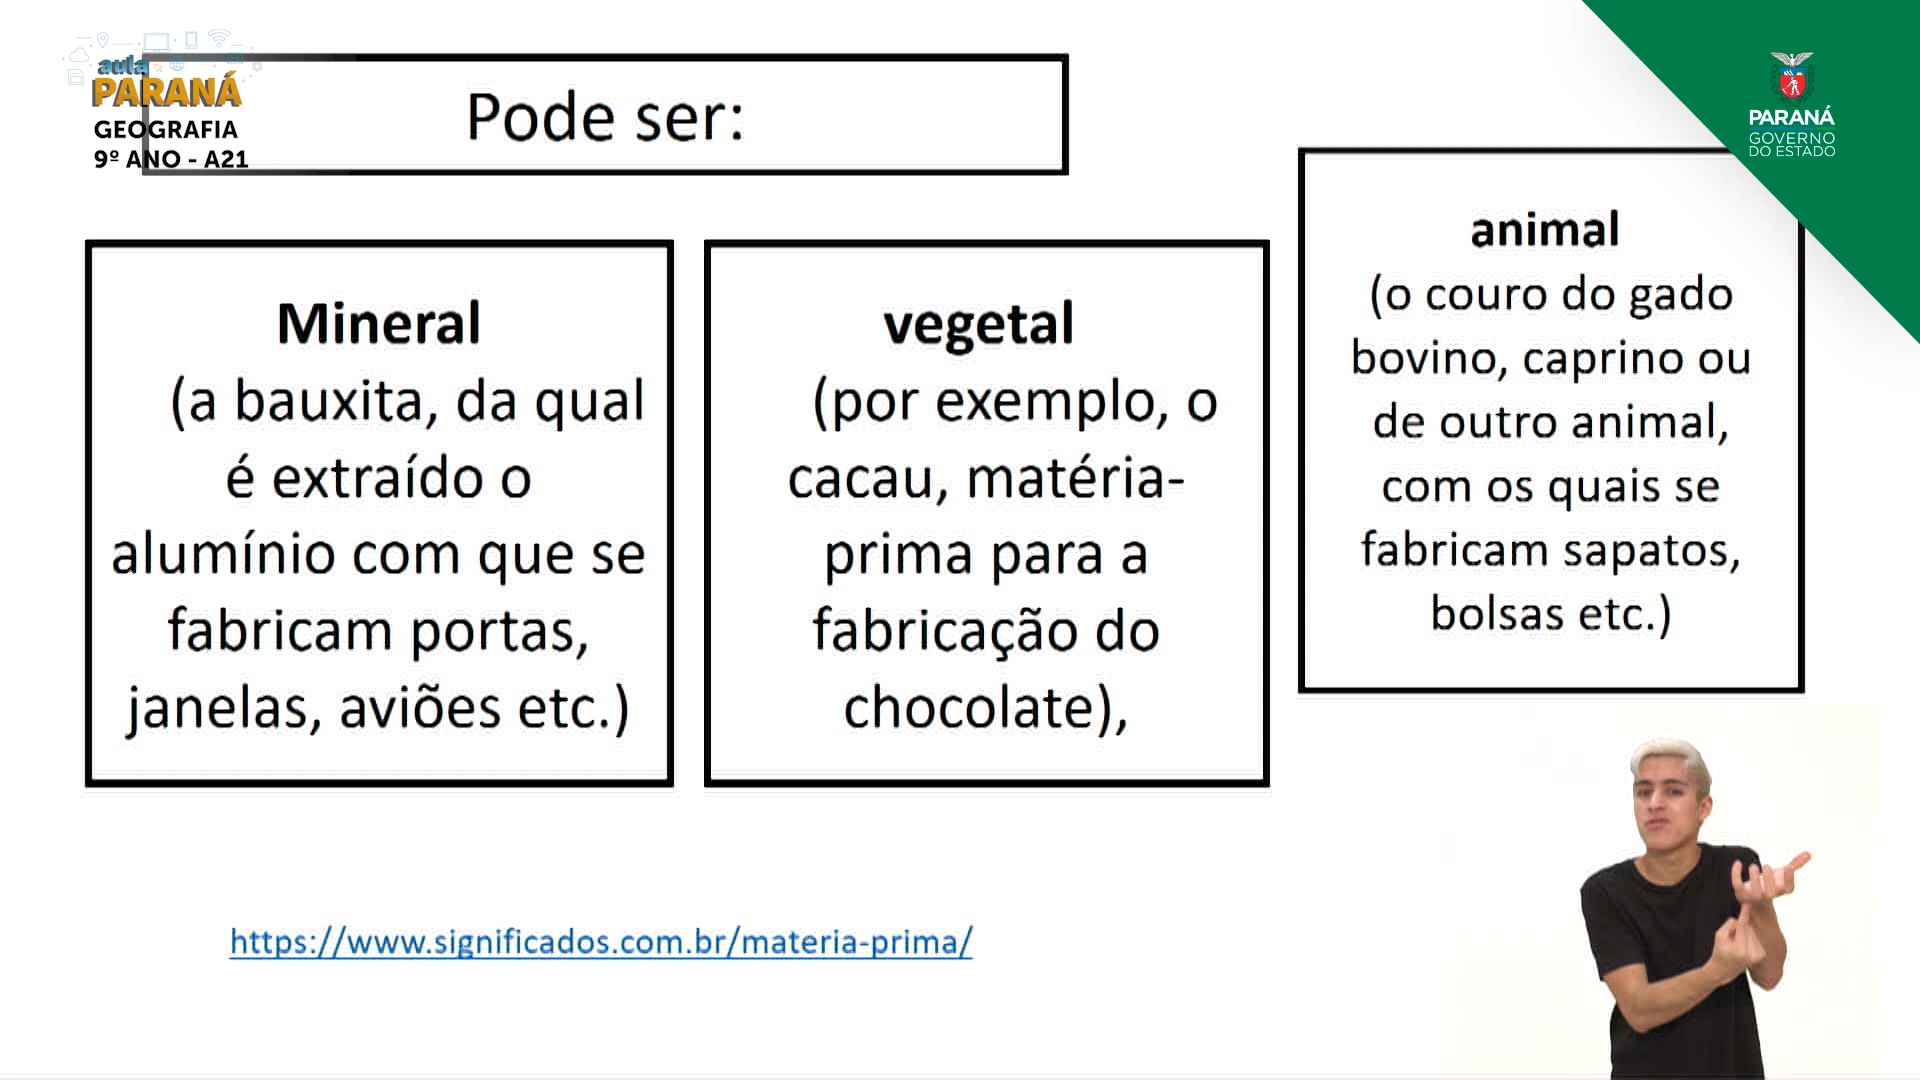 aula
PARANÁ
GEOGRAFIA
9º ANO - A21
Pode ser:
PARANÁ
GOVERNO
DO ESTADO
Mineral
(a bauxita, da qual
é extraído o
alumínio com que se
fabricam portas,
janelas, aviões etc.)
vegetal
(por exemplo, o
cacau, matéria-
prima para a
fabricação do
chocolate),
animal
(o couro do gado
bovino, caprino ou
de outro animal,
com os quais se
fabricam sapatos,
bolsas etc.)
https://www.significados.com.br/materia-prima/